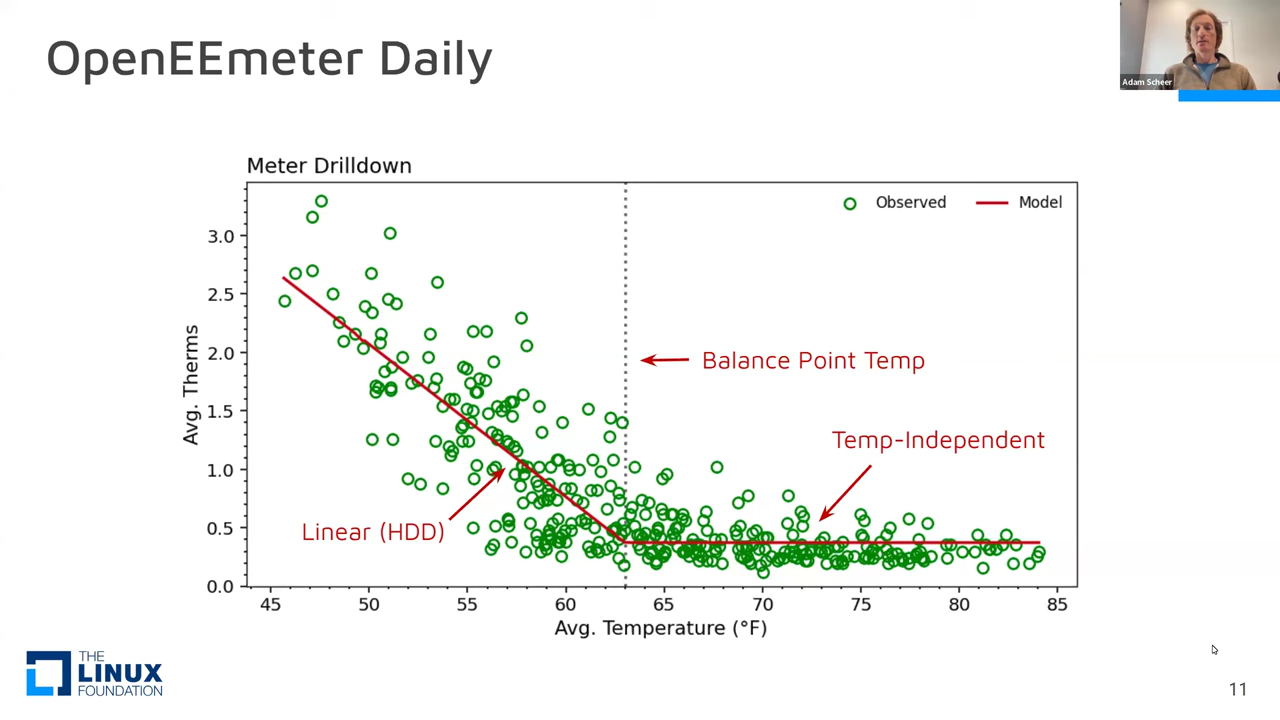 OpenEEmeter Daily
Adam Scheer
Meter Drilldown
Observed
Model
3.0
2.5
2.0
1.5
1.0
0.5
0.0
Avg. Therms
Balance Point Temp
Temp-Independent
Linear (HDD)
45 50 55 60 65 70 75 80 85
Avg. Temperature (°F)
THE
LINUX
FOUNDATION
11